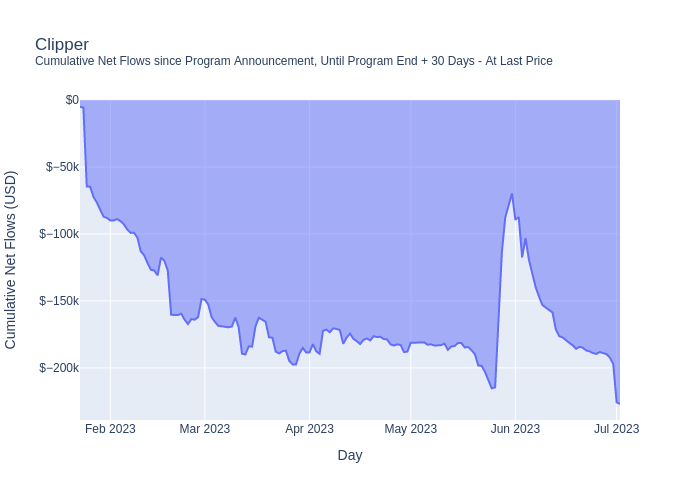 Clipper
Cumulative Net Flows since Program Announcement, Until Program End + 30 Days - At Last Price
$0
$−50k
$−100k
$−150k
$−200k
Cumulative Net Flows (USD)
Feb 2023
Mar 2023
Apr 2023
May 2023
Jun 2023
Jul 2023
Day